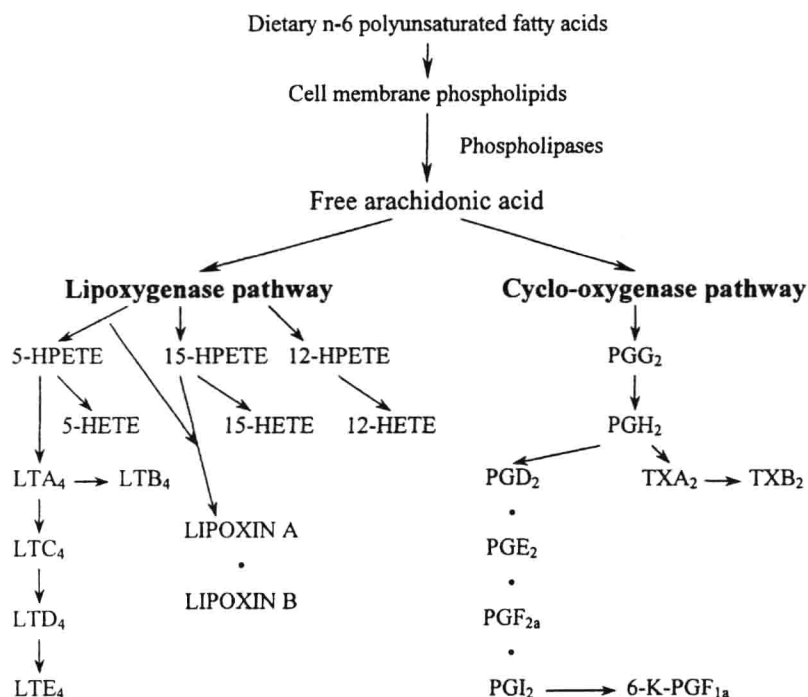 Dietary n-6 polyunsaturated fatty acids
Cell membrane phospholipids
Phospholipases
Free arachidonic acid
Lipoxygenase pathway Cyclo-oxygenase pathway
5-HPETE 15-HPETE 12-HPETE PGG₂
5-HETE 15-HETE 12-HETE PGH₂
LTA₄ LTB₄ PGD₂ TXA₂ TXB₂
LIPOXIN A
LTC₄ PGE₂
LIPOXIN B
LTD₄ PGF₂ₐ
LTE₄ PGI₂ 6-K-PGF₁ₐ